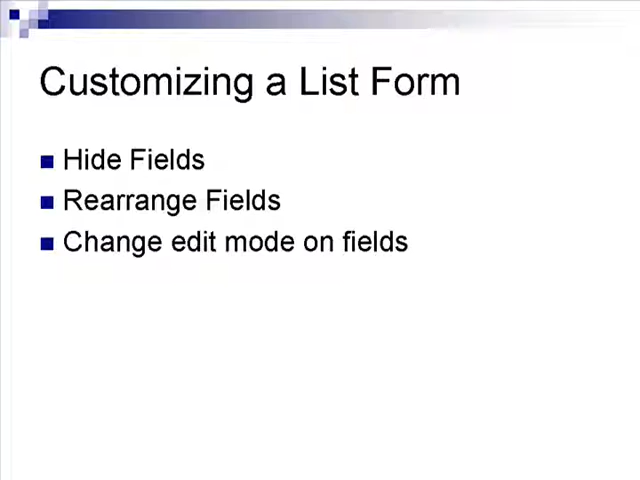 Customizing a List Form
Hide Fields
Rearrange Fields
Change edit mode on fields